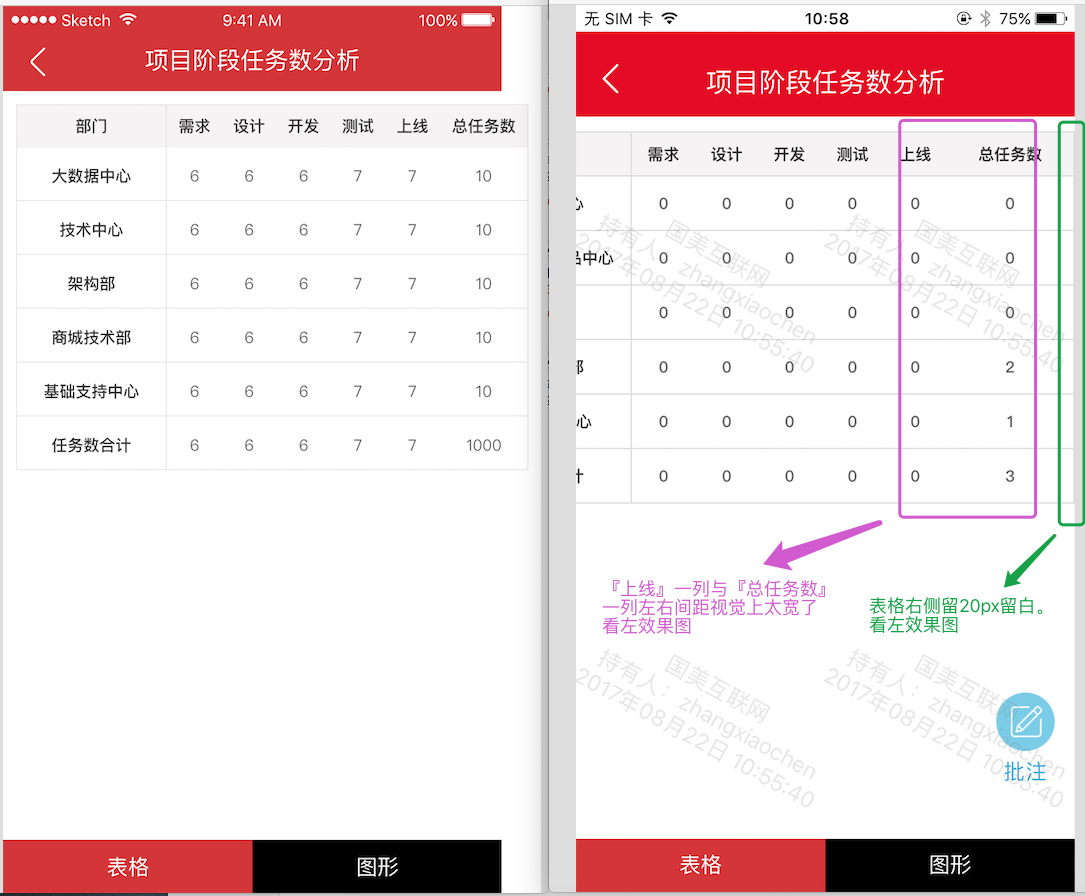 Sketch 9:41 AM 100%
项目阶段任务数分析
部门 需求 设计 开发 测试 上线 总任务数
大数据中心 6 6 6 7 7 10
技术中心 6 6 6 7 7 10
架构部 6 6 6 7 7 10
商城技术部 6 6 6 7 7 10
基础支持中心 6 6 6 7 7 10
任务数合计 6 6 6 7 7 1000
表格 图形
无 SIM 卡 10:58 75%
项目阶段任务数分析
需求 设计 开发 测试 上线 总任务数
心 0 0 0 0 0 0
品中心 0 0 0 0 0 0
0 0 0 0 0 0
部 0 0 0 0 0 2
心 0 0 0 0 0 1
计 0 0 0 0 0 3
国美互联网
持有人：zhangxiaochen
2017年08月22日 10:55:40
国美互联网
持有人：zhangxiaochen
2017年08月22日 10:55:40
『上线』一列与『总任务数』
一列左右间距视觉上太宽了
看左效果图
表格右侧留20px留白。
看左效果图
国美互联网
持有人：zhangxiaochen
2017年08月22日 10:55:40
国美互联网
持有人：zhangxiaochen
2017年08月22日 10:55:40
批注
表格 图形